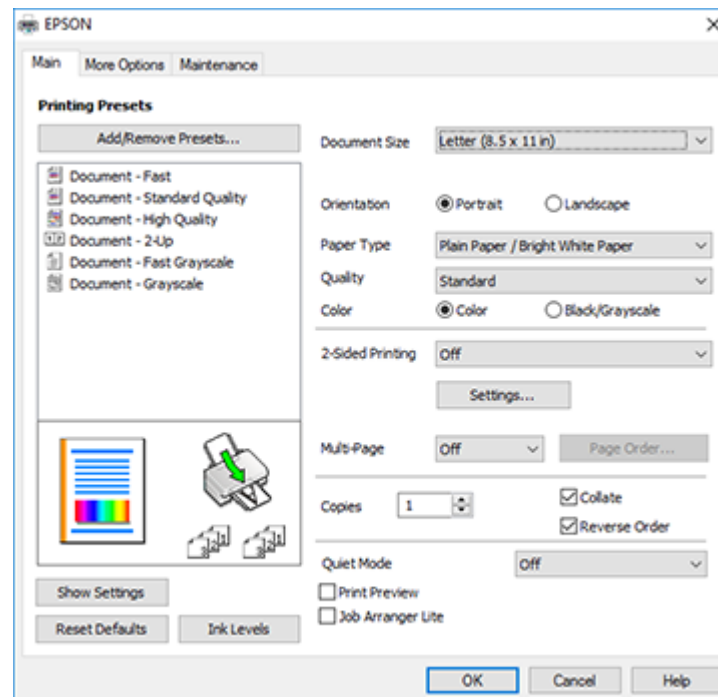 EPSON
Main More Options Maintenance
Printing Presets
Add/Remove Presets...
Document - Fast
Document - Standard Quality
Document - High Quality
Document - 2-Up
Document - Fast Grayscale
Document - Grayscale
Show Settings
Reset Defaults Ink Levels
Document Size Letter (8.5 x 11 in)
Orientation Portrait Landscape
Paper Type Plain Paper / Bright White Paper
Quality Standard
Color Color Black/Grayscale
2-Sided Printing Off
Settings...
Multi-Page Off Page Order...
Copies 1 Collate
Reverse Order
Quiet Mode Off
Print Preview
Job Arranger Lite
OK Cancel Help